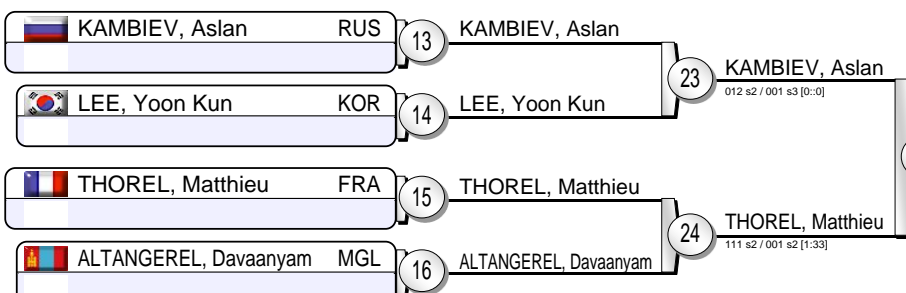 KAMBIEV, Aslan RUS 13 KAMBIEV, Aslan
23 KAMBIEV, Aslan
012 s2 / 001 s3 [0::0]
LEE, Yoon Kun KOR 14 LEE, Yoon Kun
THOREL, Matthieu FRA 15 THOREL, Matthieu
24 THOREL, Matthieu
111 s2 / 001 s2 [1:33]
ALTANGEREL, Davaanyam MGL 16 ALTANGEREL, Davaanyam